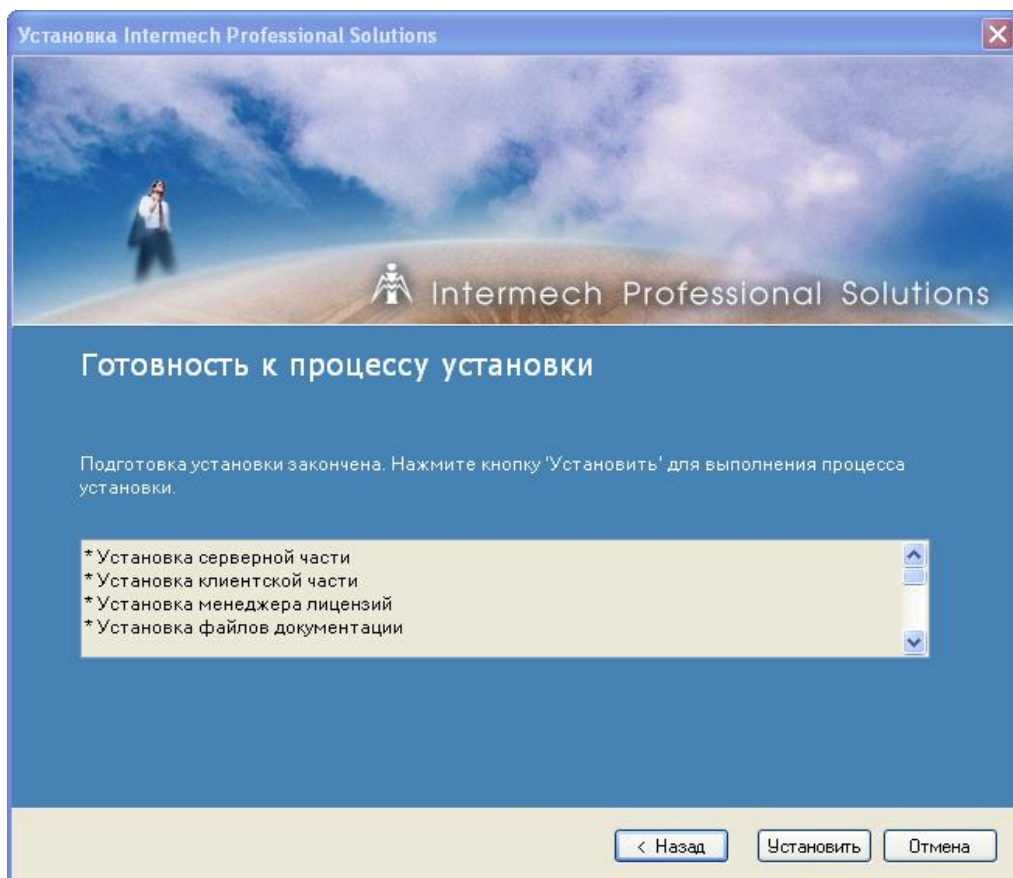 Установка Intermech Professional Solutions
Intermech Professional Solutions
Готовность к процессу установки
Подготовка установки закончена. Нажмите кнопку 'Установить' для выполнения процесса
установки.
* Установка серверной части
* Установка клиентской части
* Установка менеджера лицензий
* Установка файлов документации
< Назад
Установить
Отмена